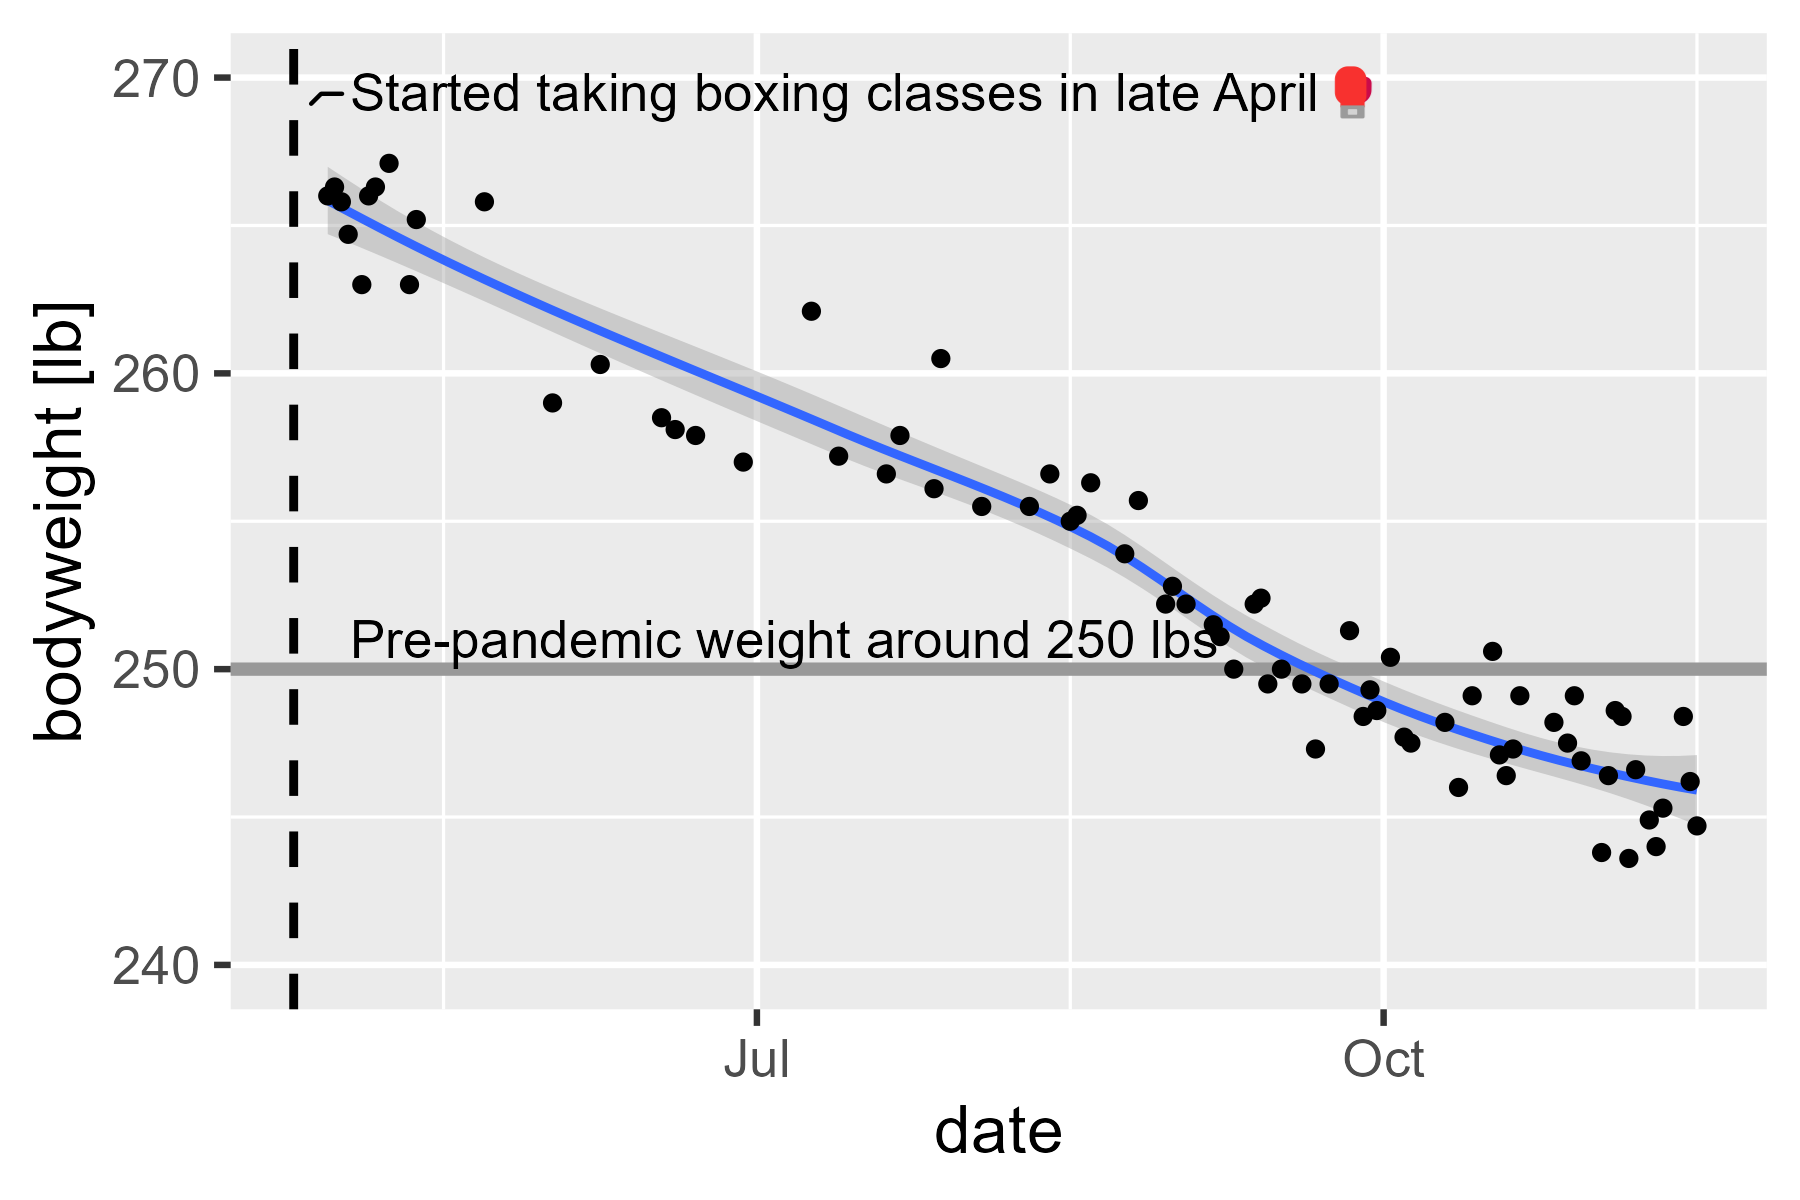 270
Started taking boxing classes in late April 🥊
260
Pre-pandemic weight around 250 lbs
250
240
bodyweight [lb]
Jul
Oct
date